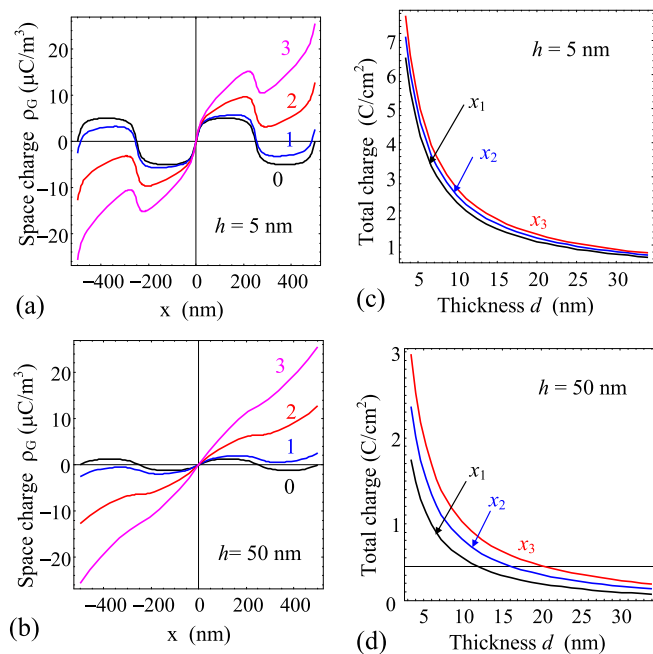 20
10
0
−10
−20
Space charge ρG (μC/m³)
3
2
1
0
h = 5 nm
−400 −200 0 200 400
x (nm)
(a)
7
6
5
4
3
2
1
Total charge (C/cm²)
h = 5 nm
x₁
x₂
x₃
5 10 15 20 25 30
Thickness d (nm)
(c)
20
10
0
−10
−20
Space charge ρG (μC/m³)
3
2
1
0
h= 50 nm
−400 −200 0 200 400
x (nm)
(b)
3
2
1
0
Total charge (C/cm²)
h = 50 nm
x₁
x₂
x₃
5 10 15 20 25 30
Thickness d (nm)
(d)